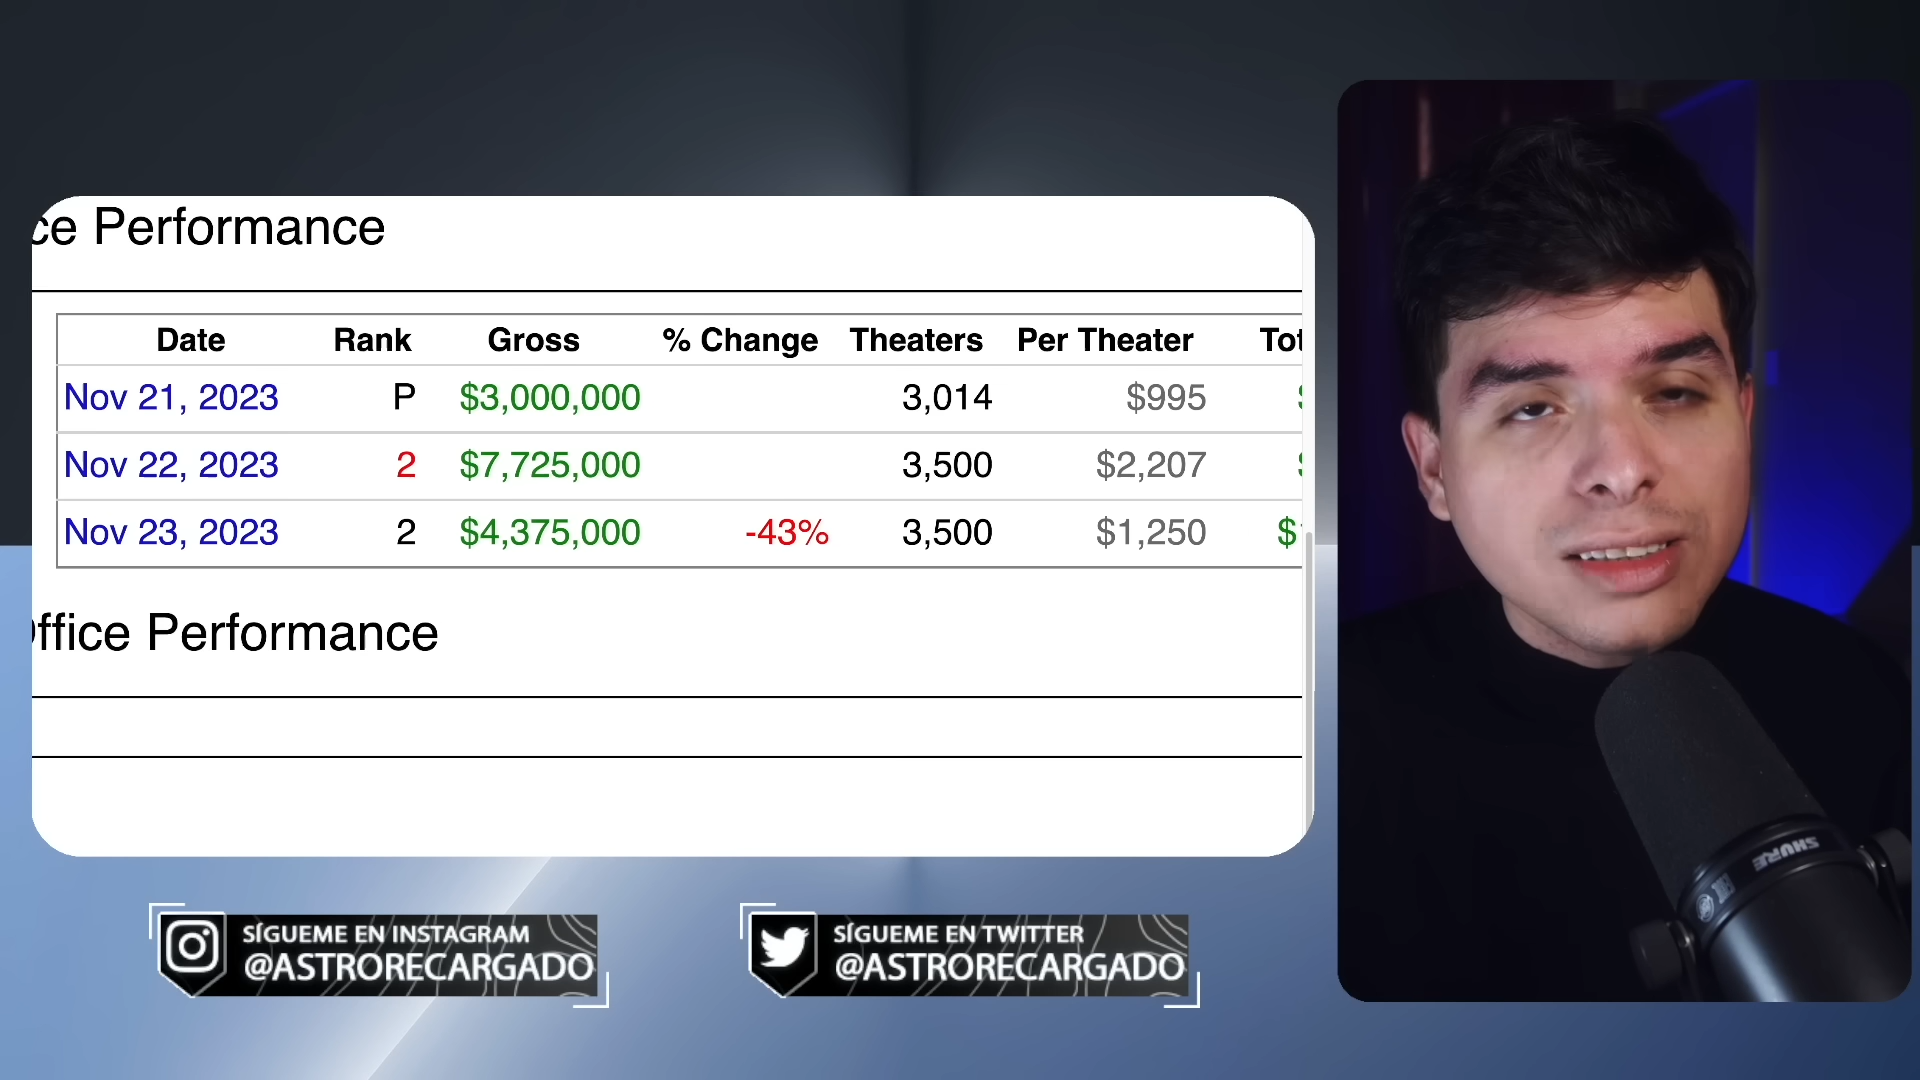 ce Performance
Date Rank Gross % Change Theaters Per Theater Tot
Nov 21, 2023 P $3,000,000 3,014 $995 $
Nov 22, 2023 2 $7,725,000 3,500 $2,207 $
Nov 23, 2023 2 $4,375,000 -43% 3,500 $1,250 $
ffice Performance
SÍGUEME EN INSTAGRAM
@ASTRORECARGADO
SÍGUEME EN TWITTER
@ASTRORECARGADO
SHURE